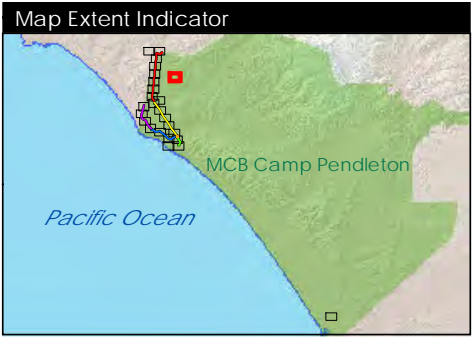 Map Extent Indicator
MCB Camp Pendleton
Pacific Ocean